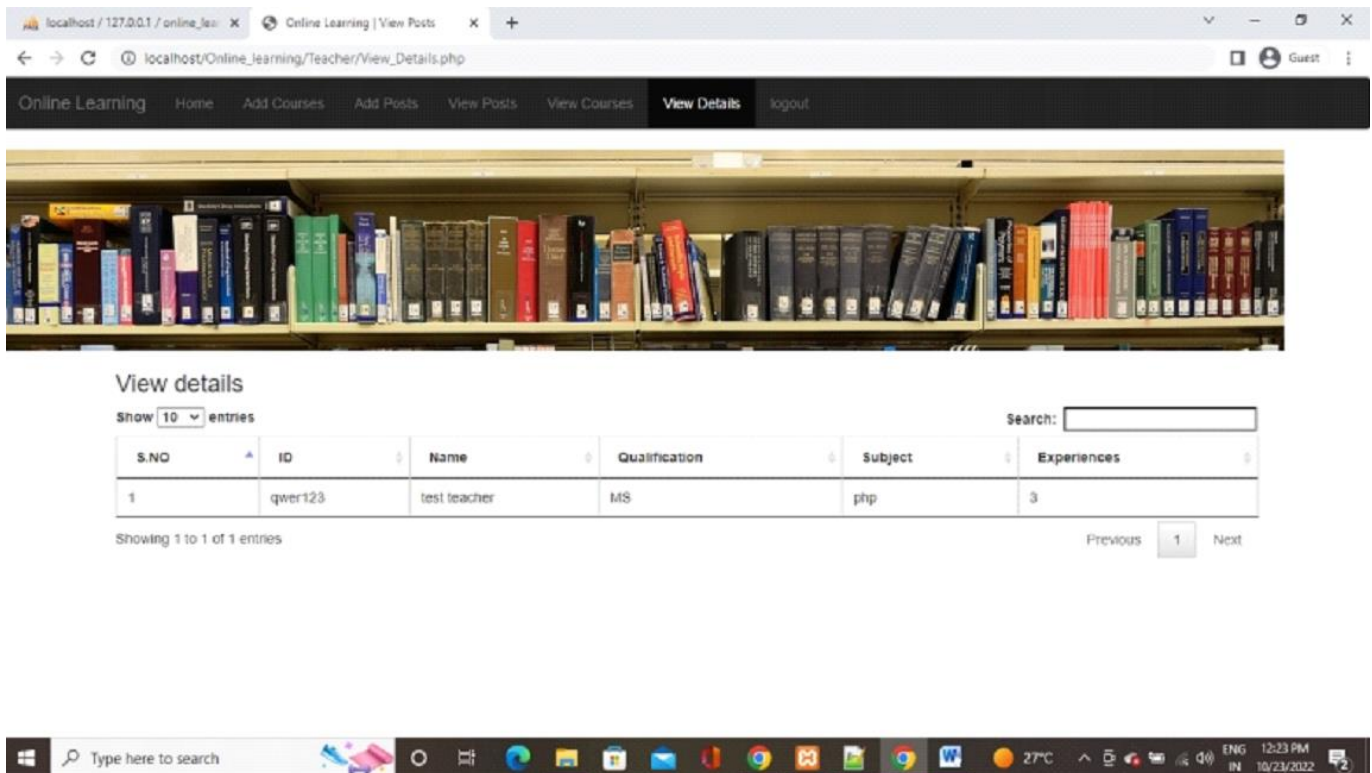 localhost / 127.0.0.1 / online_lea
Online Learning | View Posts
localhost/Online_learning/Teacher/View_Details.php
Guest
Online Learning Home Add Courses Add Posts View Posts View Courses View Details logout
View details
Show 10 entries
Search:
S.NO ID Name Qualification Subject Experiences
1 qwer123 test teacher MS php 3
Showing 1 to 1 of 1 entries
Previous 1 Next
Type here to search
27°C
ENG 12:23 PM
IN 10/23/2022
2